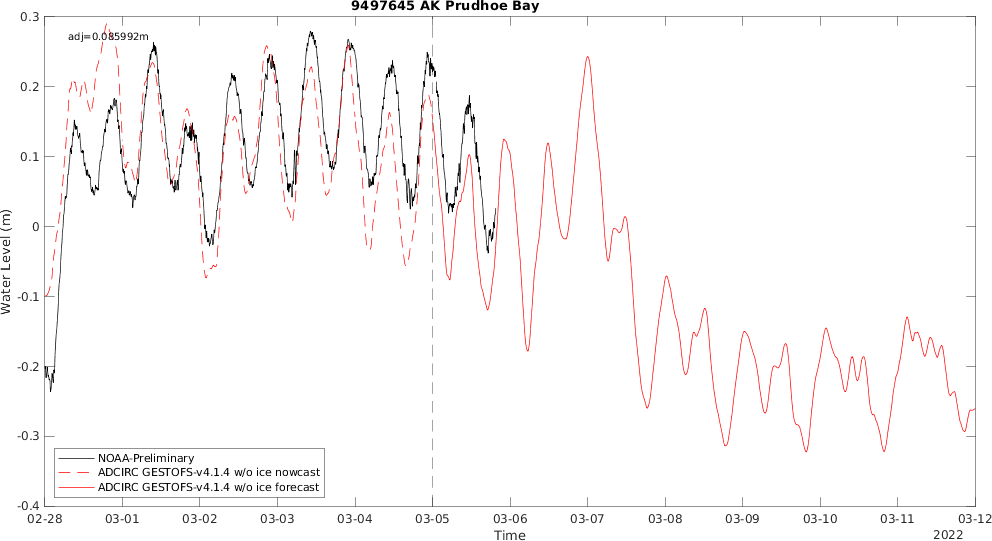 9497645 AK Prudhoe Bay
adj=0.085992m
0.3
0.2
0.1
0
-0.1
-0.2
-0.3
-0.4
Water Level (m)
NOAA-Preliminary
ADCIRC GESTOFS-v4.1.4 w/o ice nowcast
ADCIRC GESTOFS-v4.1.4 w/o ice forecast
02-28 03-01 03-02 03-03 03-04 03-05 03-06 03-07 03-08 03-09 03-10 03-11 03-12
Time
2022